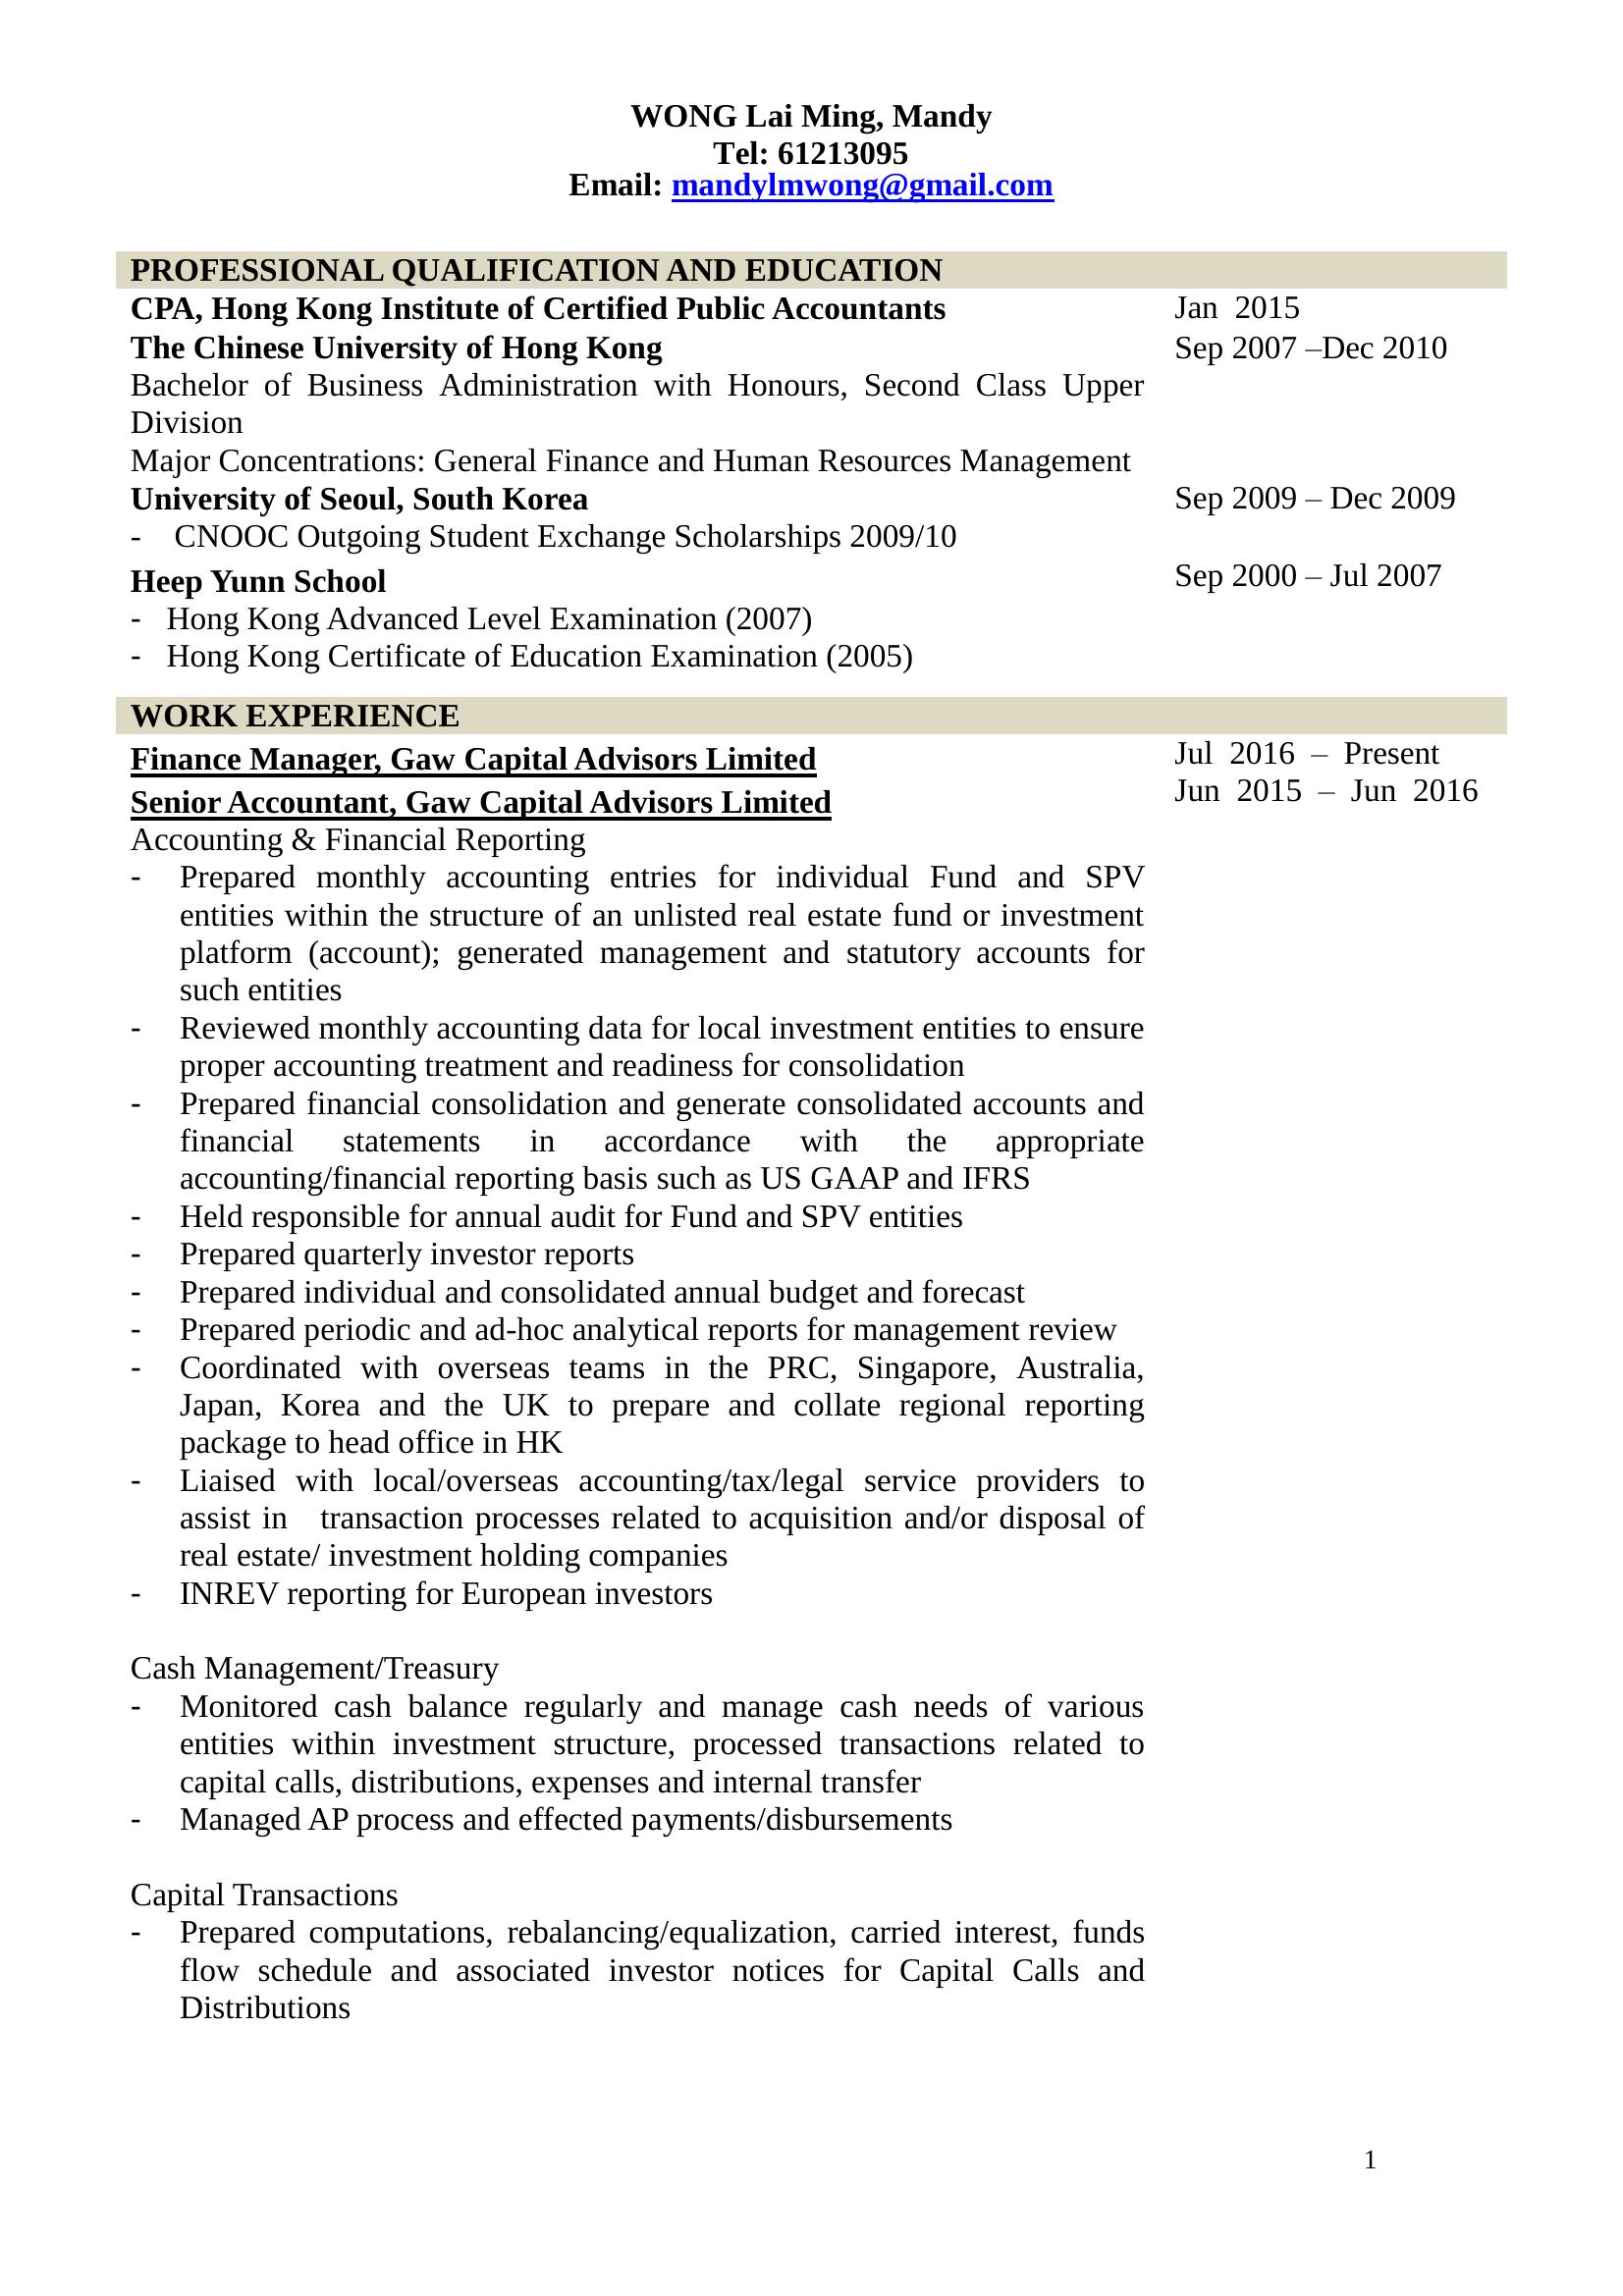 WONG Lai Ming, Mandy
Tel: 61213095
Email: mandylmwong@gmail.com
PROFESSIONAL QUALIFICATION AND EDUCATION
CPA, Hong Kong Institute of Certified Public Accountants Jan 2015
The Chinese University of Hong Kong Sep 2007 –Dec 2010
Bachelor of Business Administration with Honours, Second Class Upper
Division
Major Concentrations: General Finance and Human Resources Management
University of Seoul, South Korea Sep 2009 – Dec 2009
- CNOOC Outgoing Student Exchange Scholarships 2009/10
Heep Yunn School Sep 2000 – Jul 2007
- Hong Kong Advanced Level Examination (2007)
- Hong Kong Certificate of Education Examination (2005)
WORK EXPERIENCE
Finance Manager, Gaw Capital Advisors Limited Jul 2016 – Present
Senior Accountant, Gaw Capital Advisors Limited Jun 2015 – Jun 2016
Accounting & Financial Reporting
- Prepared monthly accounting entries for individual Fund and SPV
entities within the structure of an unlisted real estate fund or investment
platform (account); generated management and statutory accounts for
such entities
- Reviewed monthly accounting data for local investment entities to ensure
proper accounting treatment and readiness for consolidation
- Prepared financial consolidation and generate consolidated accounts and
financial statements in accordance with the appropriate
accounting/financial reporting basis such as US GAAP and IFRS
- Held responsible for annual audit for Fund and SPV entities
- Prepared quarterly investor reports
- Prepared individual and consolidated annual budget and forecast
- Prepared periodic and ad-hoc analytical reports for management review
- Coordinated with overseas teams in the PRC, Singapore, Australia,
Japan, Korea and the UK to prepare and collate regional reporting
package to head office in HK
- Liaised with local/overseas accounting/tax/legal service providers to
assist in transaction processes related to acquisition and/or disposal of
real estate/ investment holding companies
- INREV reporting for European investors
Cash Management/Treasury
- Monitored cash balance regularly and manage cash needs of various
entities within investment structure, processed transactions related to
capital calls, distributions, expenses and internal transfer
- Managed AP process and effected payments/disbursements
Capital Transactions
- Prepared computations, rebalancing/equalization, carried interest, funds
flow schedule and associated investor notices for Capital Calls and
Distributions
1